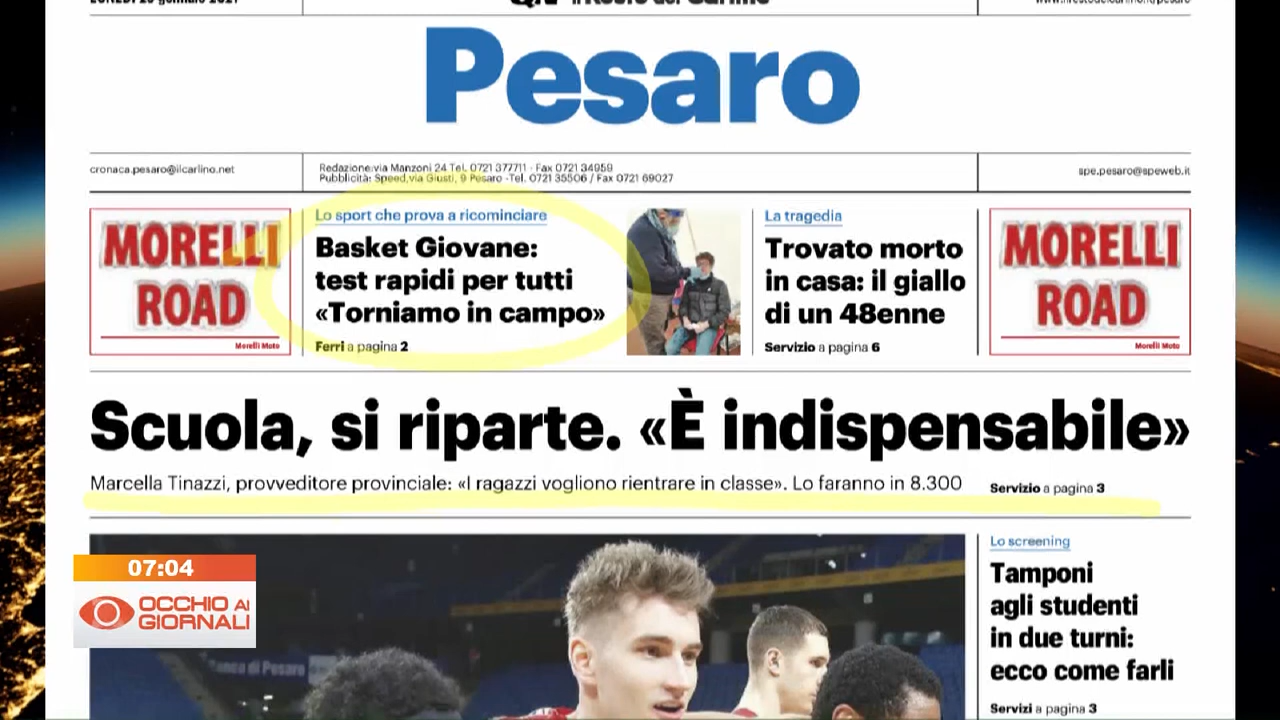 Pesaro
cronaca.pesaro@ilcarlino.net
Redazione:via Manzoni 24 Tel. 0721 377711 - Fax 0721 34959
Pubblicità: Speed,via Giusti, 9 Pesaro -Tel. 0721 35506 / Fax 0721 69027
spe.pesaro@speweb.it
MORELLI
ROAD
Morelli Moto
Lo sport che prova a ricominciare
Basket Giovane:
test rapidi per tutti
«Torniamo in campo»
Ferri a pagina 2
La tragedia
Trovato morto
in casa: il giallo
di un 48enne
Servizio a pagina 6
MORELLI
ROAD
Morelli Moto
Scuola, si riparte. «È indispensabile»
Marcella Tinazzi, provveditore provinciale: «I ragazzi vogliono rientrare in classe». Lo faranno in 8.300
Servizio a pagina 3
Banca di Pesaro
Lo screening
Tamponi
agli studenti
in due turni:
ecco come farli
Servizi a pagina 3
07:04
OCCHIO AI
GIORNALI